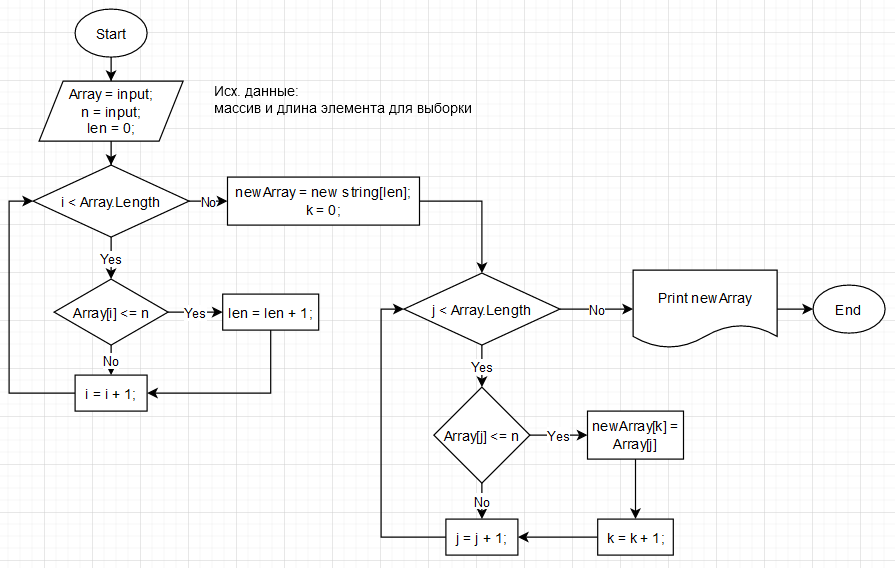 Start
Array = input;
n = input;
len = 0;
Исх. данные:
массив и длина элемента для выборки
i < Array.Length
No
newArray = new string[len];
k = 0;
Yes
Array[i] <= n
Yes
len = len + 1;
No
i = i + 1;
j < Array.Length
No
Print newArray
End
Yes
Array[j] <= n
Yes
newArray[k] =
Array[j]
No
j = j + 1;
k = k + 1;